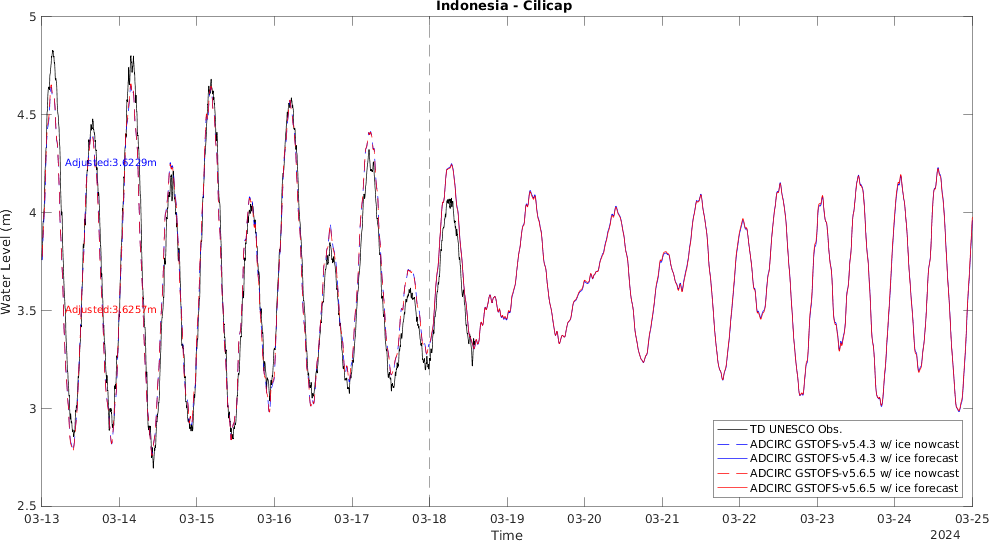 Indonesia - Cilicap
5
4.5
4
3.5
3
2.5
Water Level (m)
Adjusted:3.6229m
Adjusted:3.6257m
TD UNESCO Obs.
ADCIRC GSTOFS-v5.4.3 w/ ice nowcast
ADCIRC GSTOFS-v5.4.3 w/ ice forecast
ADCIRC GSTOFS-v5.6.5 w/ ice nowcast
ADCIRC GSTOFS-v5.6.5 w/ ice forecast
03-13 03-14 03-15 03-16 03-17 03-18 03-19 03-20 03-21 03-22 03-23 03-24 03-25
Time
2024